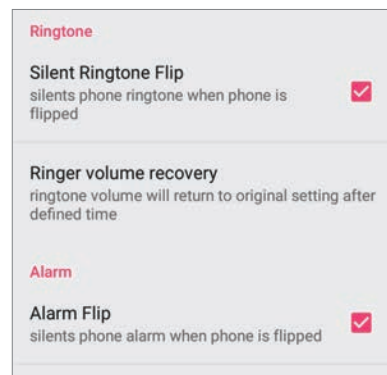 Ringtone
Silent Ringtone Flip
silents phone ringtone when phone is
flipped
Ringer volume recovery
ringtone volume will return to original setting after
defined time
Alarm
Alarm Flip
silents phone alarm when phone is flipped